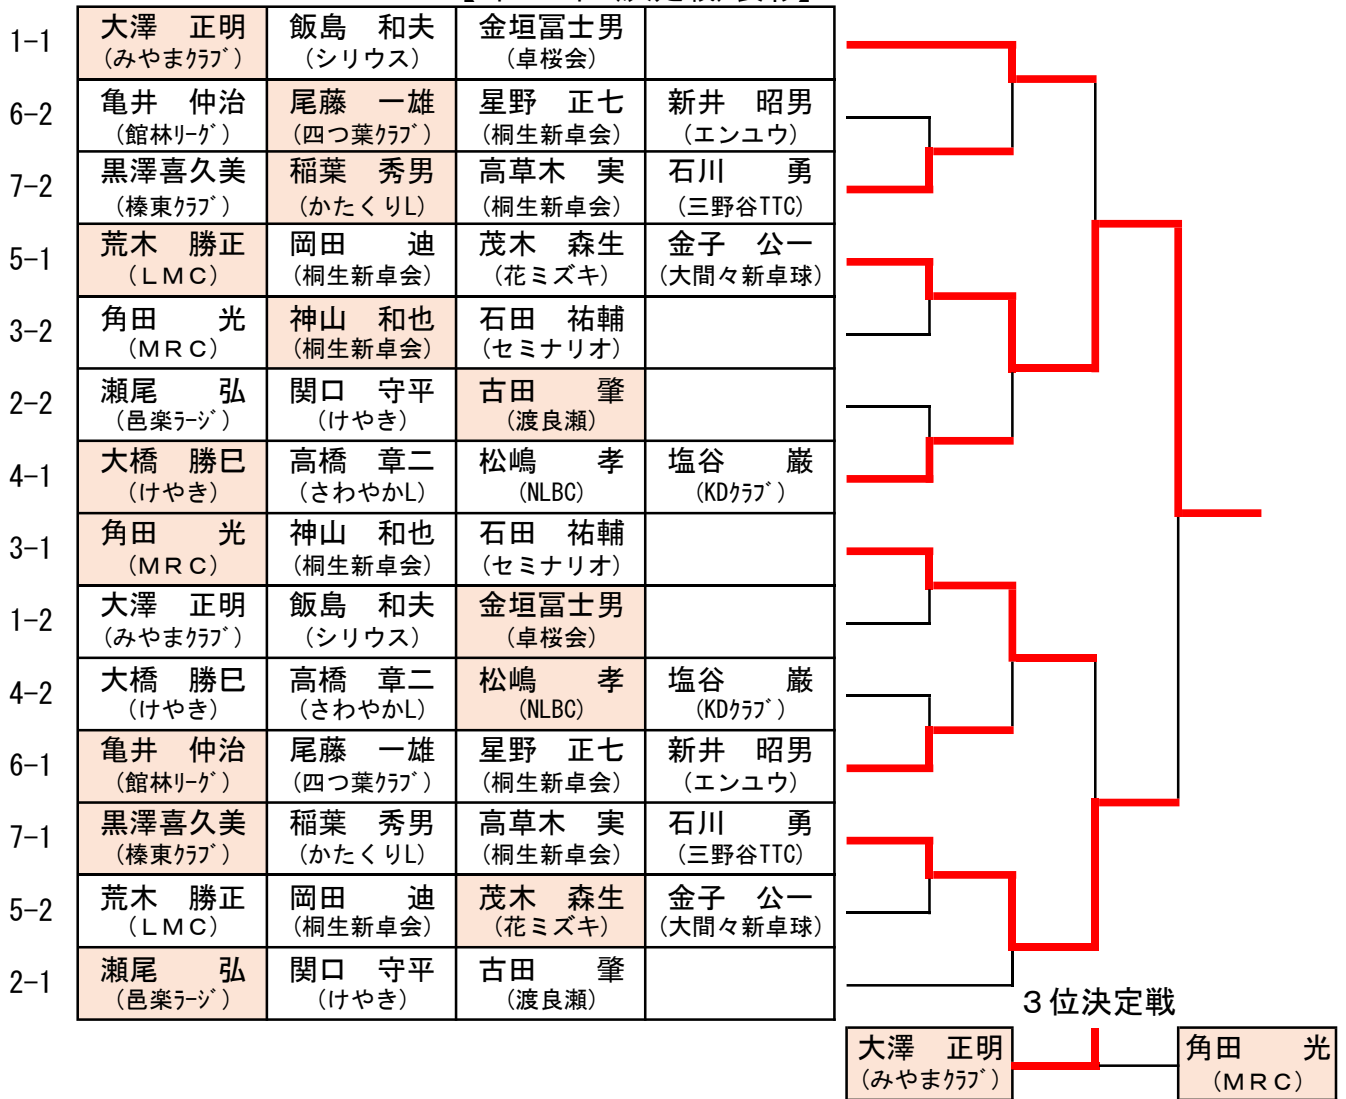 1-1 大澤　正明 飯島　和夫 金垣冨士男
(みやまｸﾗﾌﾞ) (シリウス) (卓桜会)
6-2 亀井　仲治 尾藤　一雄 星野　正七 新井　昭男
(館林ﾘｰｸﾞ) (四つ葉ｸﾗﾌﾞ) (桐生新卓会) (エンユウ)
7-2 黒澤喜久美 稲葉　秀男 高草木　実 石川　　勇
(榛東ｸﾗﾌﾞ) (かたくりL) (桐生新卓会) (三野谷TTC)
5-1 荒木　勝正 岡田　　迪 茂木　森生 金子　公一
(ＬＭＣ) (桐生新卓会) (花ミズキ) (大間々新卓球)
3-2 角田　　光 神山　和也 石田　祐輔
(ＭＲＣ) (桐生新卓会) (セミナリオ)
2-2 瀬尾　　弘 関口　守平 古田　　肇
(邑楽ﾗｰｼﾞ) (けやき) (渡良瀬)
4-1 大橋　勝巳 高橋　章二 松嶋　　孝 塩谷　　巌
(けやき) (さわやかL) (NLBC) (KDｸﾗﾌﾞ)
3-1 角田　　光 神山　和也 石田　祐輔
(ＭＲＣ) (桐生新卓会) (セミナリオ)
1-2 大澤　正明 飯島　和夫 金垣冨士男
(みやまｸﾗﾌﾞ) (シリウス) (卓桜会)
4-2 大橋　勝巳 高橋　章二 松嶋　　孝 塩谷　　巌
(けやき) (さわやかL) (NLBC) (KDｸﾗﾌﾞ)
6-1 亀井　仲治 尾藤　一雄 星野　正七 新井　昭男
(館林ﾘｰｸﾞ) (四つ葉ｸﾗﾌﾞ) (桐生新卓会) (エンユウ)
7-1 黒澤喜久美 稲葉　秀男 高草木　実 石川　　勇
(榛東ｸﾗﾌﾞ) (かたくりL) (桐生新卓会) (三野谷TTC)
5-2 荒木　勝正 岡田　　迪 茂木　森生 金子　公一
(ＬＭＣ) (桐生新卓会) (花ミズキ) (大間々新卓球)
2-1 瀬尾　　弘 関口　守平 古田　　肇
(邑楽ﾗｰｼﾞ) (けやき) (渡良瀬)
３位決定戦
大澤　正明 角田　　光
(みやまｸﾗﾌﾞ) (ＭＲＣ)